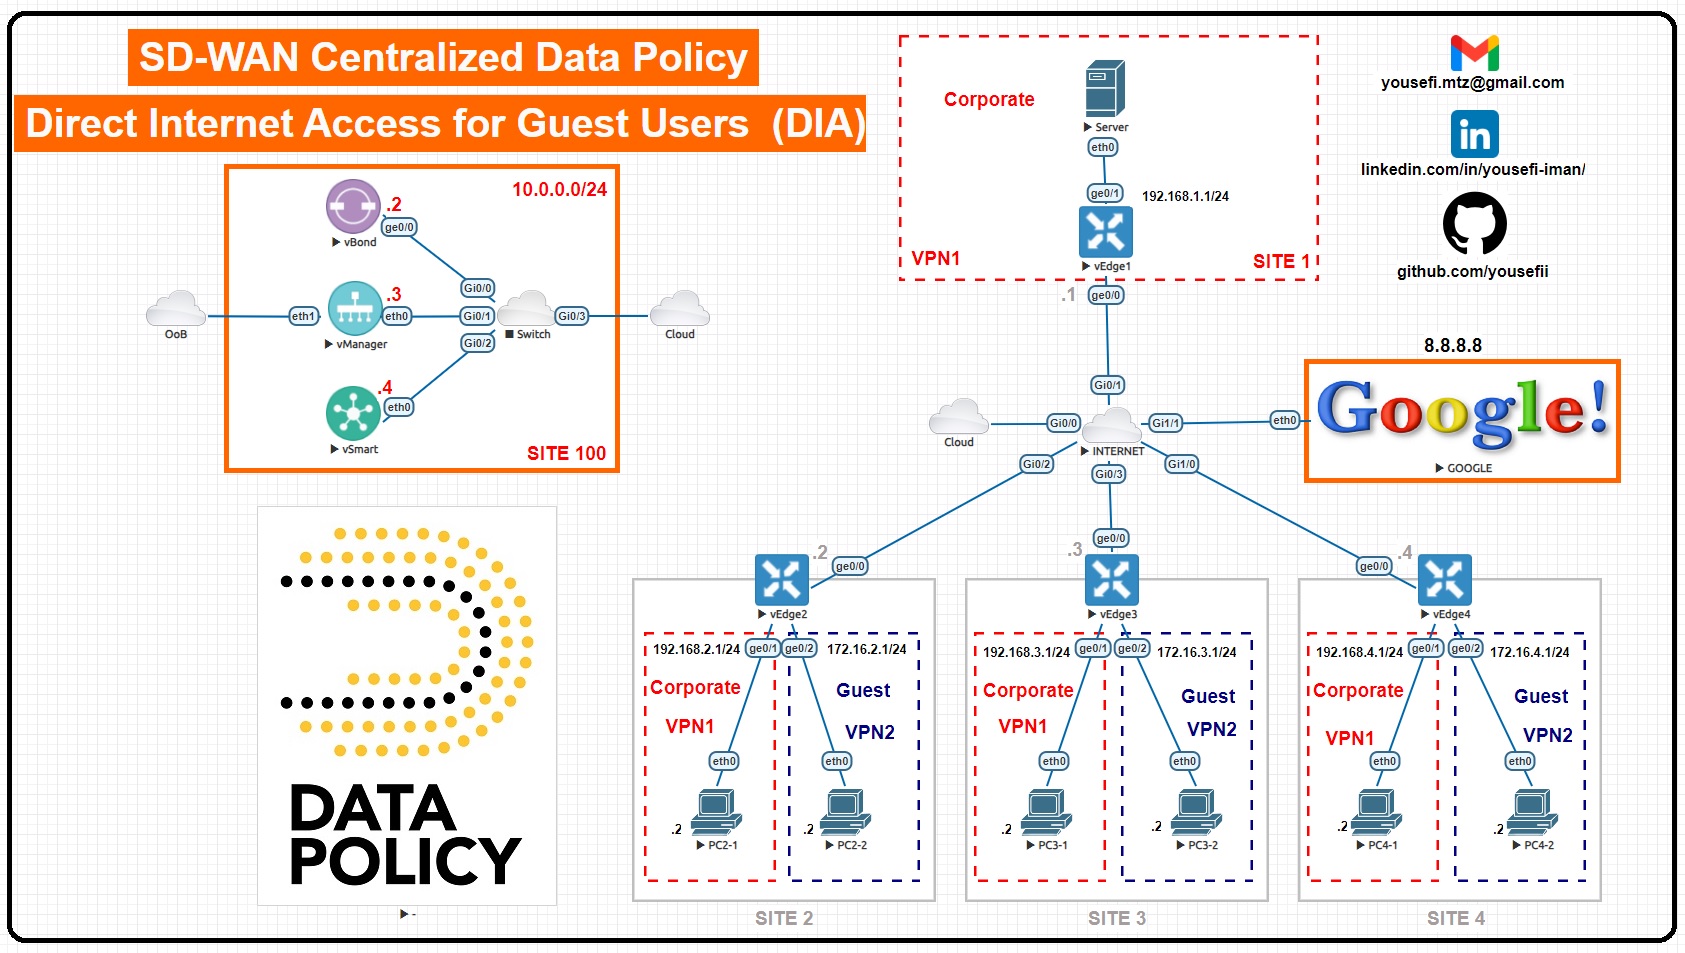 SD-WAN Centralized Data Policy
Direct Internet Access for Guest Users (DIA)
10.0.0.0/24
.2
ge0/0
vBond
.3
eth1
eth0
vManager
.4
eth0
vSmart
Gi0/0
Gi0/1
Gi0/2
Switch
Gi0/3
OoB
Cloud
SITE 100
DATA
POLICY
-
Corporate
Server
eth0
ge0/1
192.168.1.1/24
VPN1
vEdge1
SITE 1
.1
ge0/0
yousefi.mtz@gmail.com
in
linkedin.com/in/yousefi-iman/
github.com/yousefii
8.8.8.8
Google!
GOOGLE
eth0
Gi0/1
Cloud
Gi0/0
Gi1/1
INTERNET
Gi0/2
Gi0/3
Gi1/0
.2
ge0/0
vEdge2
192.168.2.1/24
ge0/1
ge0/2
172.16.2.1/24
Corporate
Guest
VPN1
VPN2
eth0
eth0
.2
.2
PC2-1
PC2-2
SITE 2
.3
ge0/0
vEdge3
192.168.3.1/24
ge0/1
ge0/2
172.16.3.1/24
Corporate
Guest
VPN1
VPN2
eth0
eth0
.2
.2
PC3-1
PC3-2
SITE 3
.4
ge0/0
vEdge4
192.168.4.1/24
ge0/1
ge0/2
172.16.4.1/24
Corporate
Guest
VPN1
VPN2
eth0
eth0
.2
.2
PC4-1
PC4-2
SITE 4